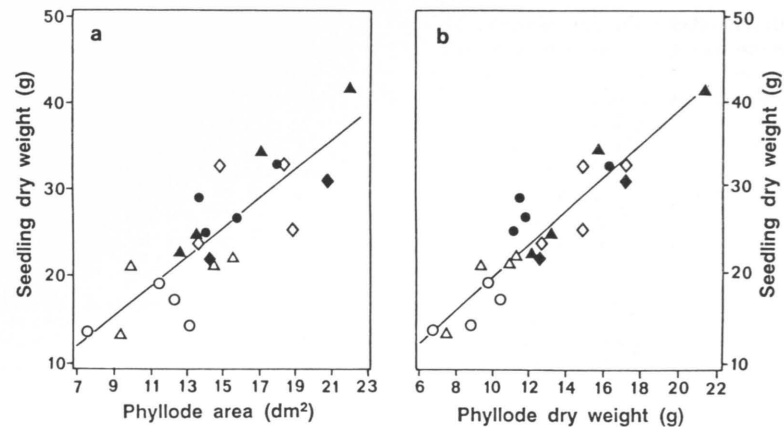 a
50
40
30
20
10
Seedling dry weight (g)
7 9 11 13 15 17 19 21 23
Phyllode area (dm²)
b
50
40
30
20
10
Seedling dry weight (g)
6 8 10 12 14 16 18 20 22
Phyllode dry weight (g)